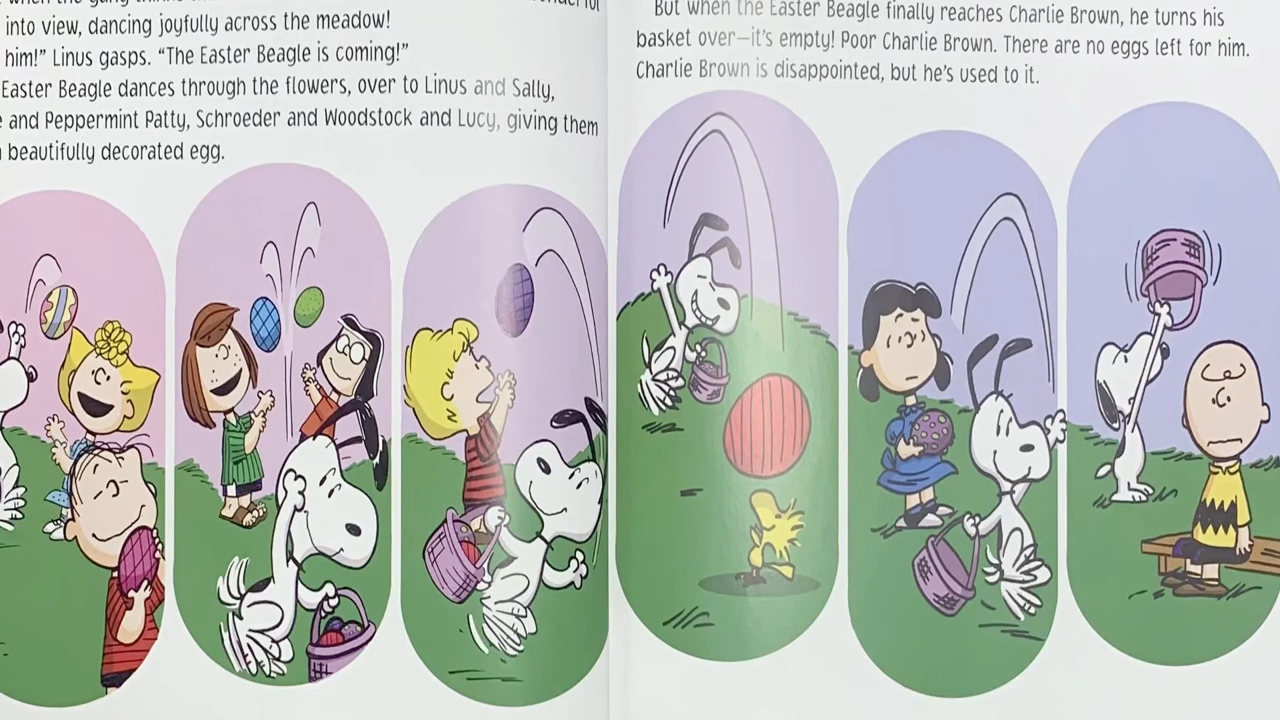 into view, dancing joyfully across the meadow!
him!” Linus gasps. “The Easter Beagle is coming!”
Easter Beagle dances through the flowers, over to Linus and Sally,
and Peppermint Patty, Schroeder and Woodstock and Lucy, giving them
beautifully decorated egg.
But when the Easter Beagle finally reaches Charlie Brown, he turns his
basket over—it’s empty! Poor Charlie Brown. There are no eggs left for him.
Charlie Brown is disappointed, but he’s used to it.